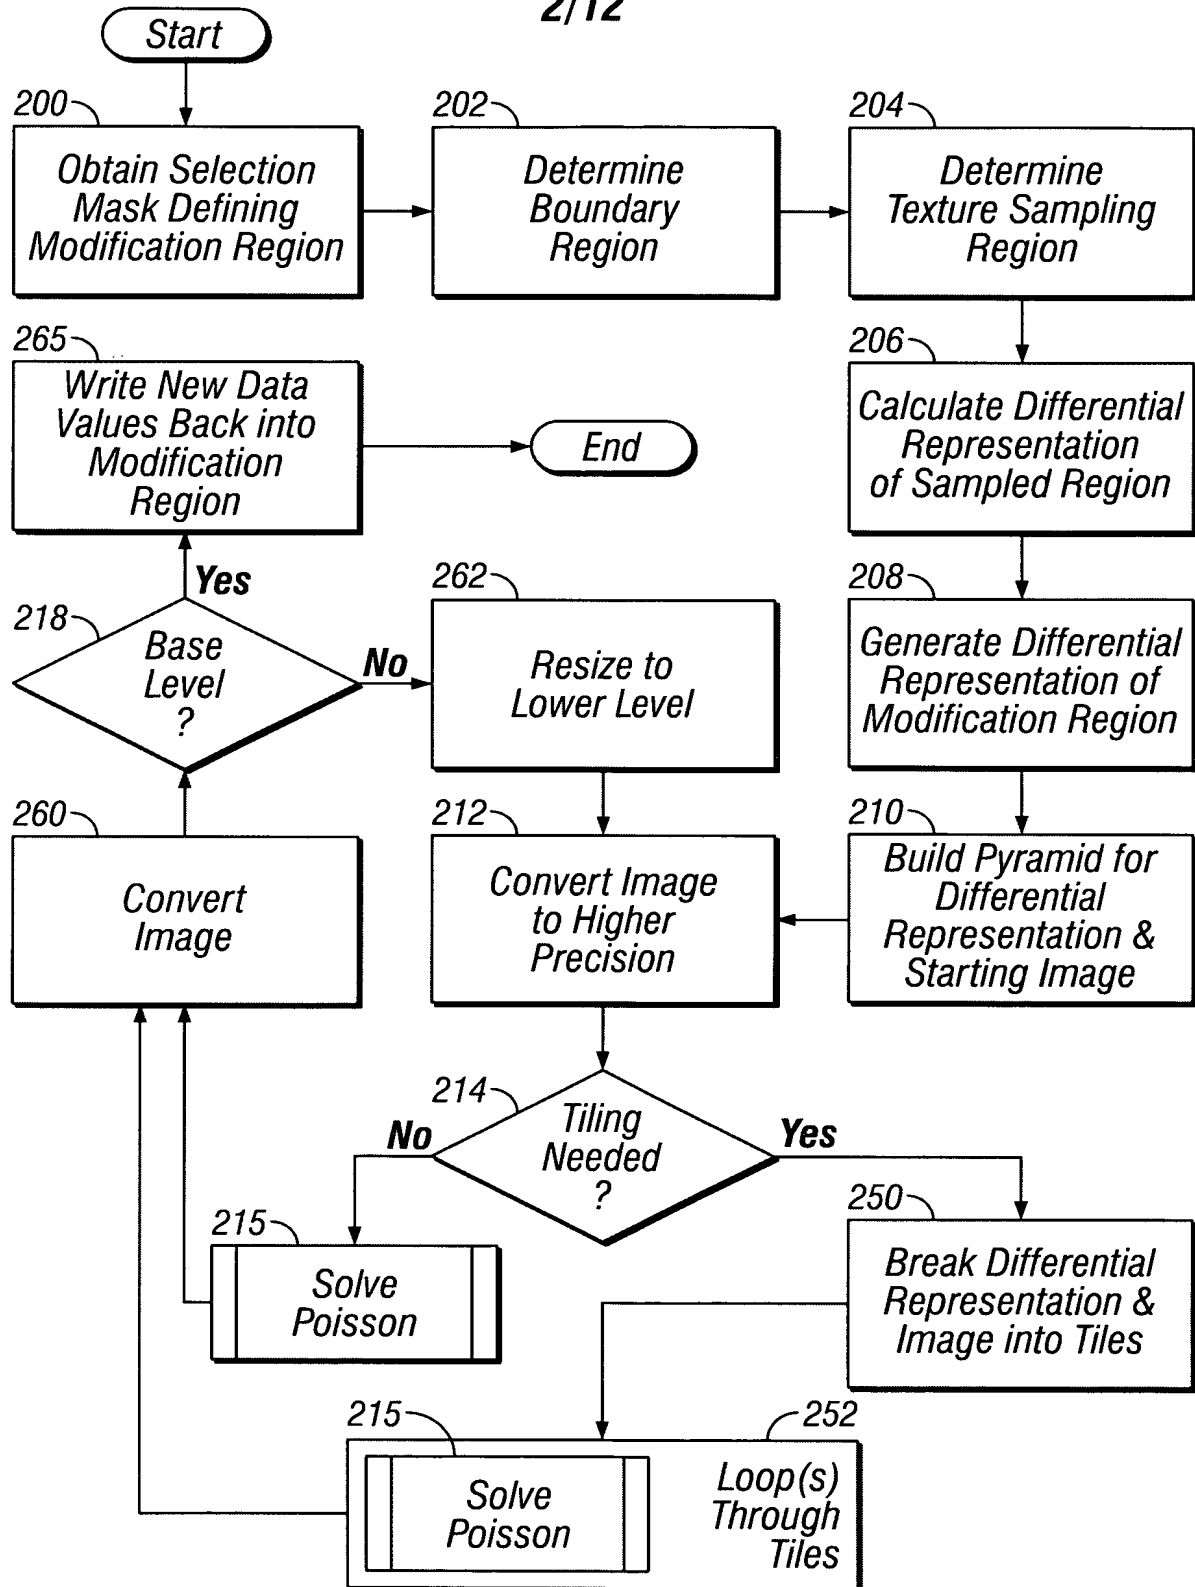 2/12
Start
200
Obtain Selection
Mask Defining
Modification Region
202
Determine
Boundary
Region
204
Determine
Texture Sampling
Region
206
Calculate Differential
Representation
of Sampled Region
208
Generate Differential
Representation of
Modification Region
210
Build Pyramid for
Differential
Representation &
Starting Image
212
Convert Image
to Higher
Precision
214
Tiling
Needed
?
No
Yes
215
Solve
Poisson
250
Break Differential
Representation &
Image into Tiles
215
Solve
Poisson
252
Loop(s)
Through
Tiles
260
Convert
Image
218
Base
Level
?
Yes
No
262
Resize to
Lower Level
265
Write New Data
Values Back into
Modification
Region
End